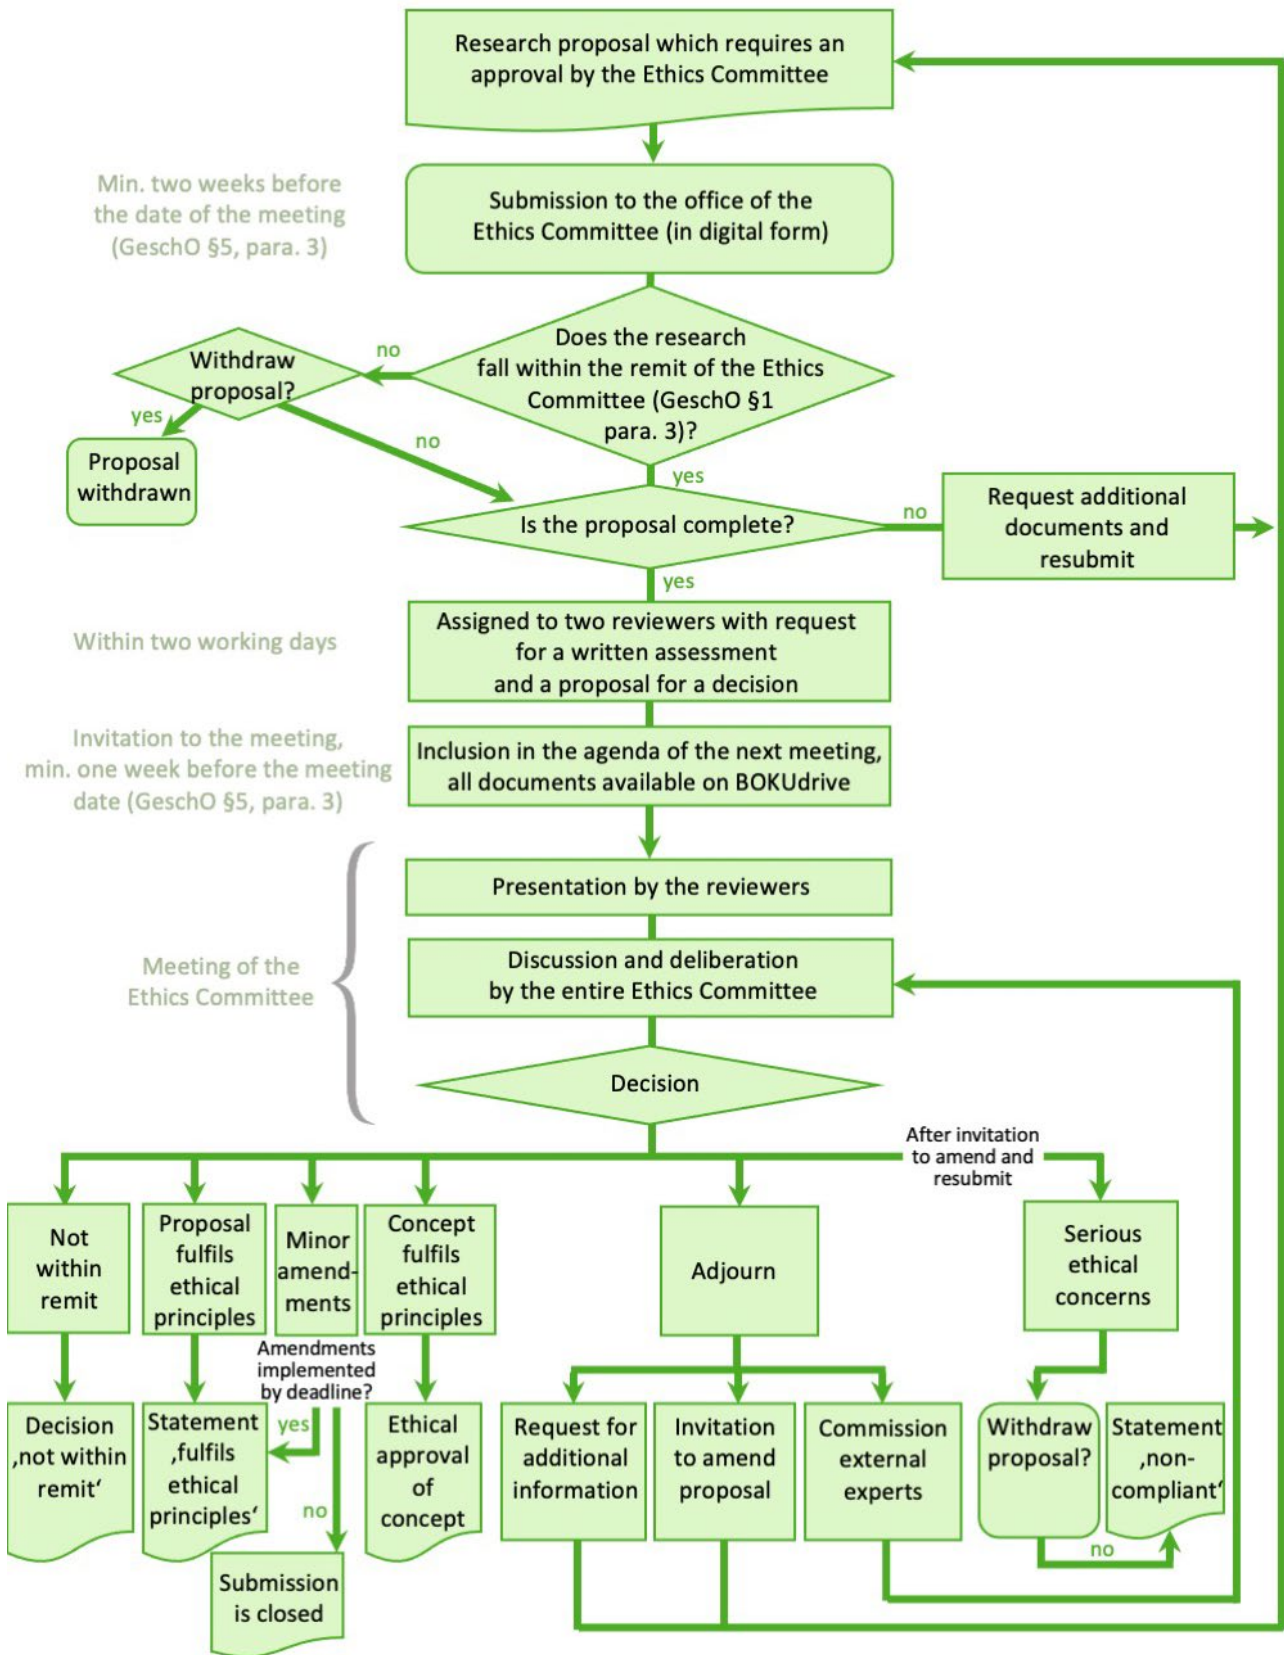 Research proposal which requires an
approval by the Ethics Committee
Min. two weeks before
the date of the meeting
(GeschO §5, para. 3)
Submission to the office of the
Ethics Committee (in digital form)
Does the research
fall within the remit of the Ethics
Committee (GeschO §1
para. 3)?
no
Withdraw
proposal?
yes
no
Proposal
withdrawn
yes
Is the proposal complete?
no
Request additional
documents and
resubmit
yes
Within two working days
Assigned to two reviewers with request
for a written assessment
and a proposal for a decision
Invitation to the meeting,
min. one week before the meeting
date (GeschO §5, para. 3)
Inclusion in the agenda of the next meeting,
all documents available on BOKUdrive
Presentation by the reviewers
Meeting of the
Ethics Committee
Discussion and deliberation
by the entire Ethics Committee
Decision
After invitation
to amend and
resubmit
Not
within
remit
Proposal
fulfils
ethical
principles
Minor
amend-
ments
Concept
fulfils
ethical
principles
Adjourn
Serious
ethical
concerns
Amendments
implemented
by deadline?
yes
no
Decision
‚not within
remit‘
Statement
‚fulfils
ethical
principles‘
Submission
is closed
Ethical
approval
of
concept
Request for
additional
information
Invitation
to amend
proposal
Commission
external
experts
Withdraw
proposal?
no
Statement
‚non-
compliant‘